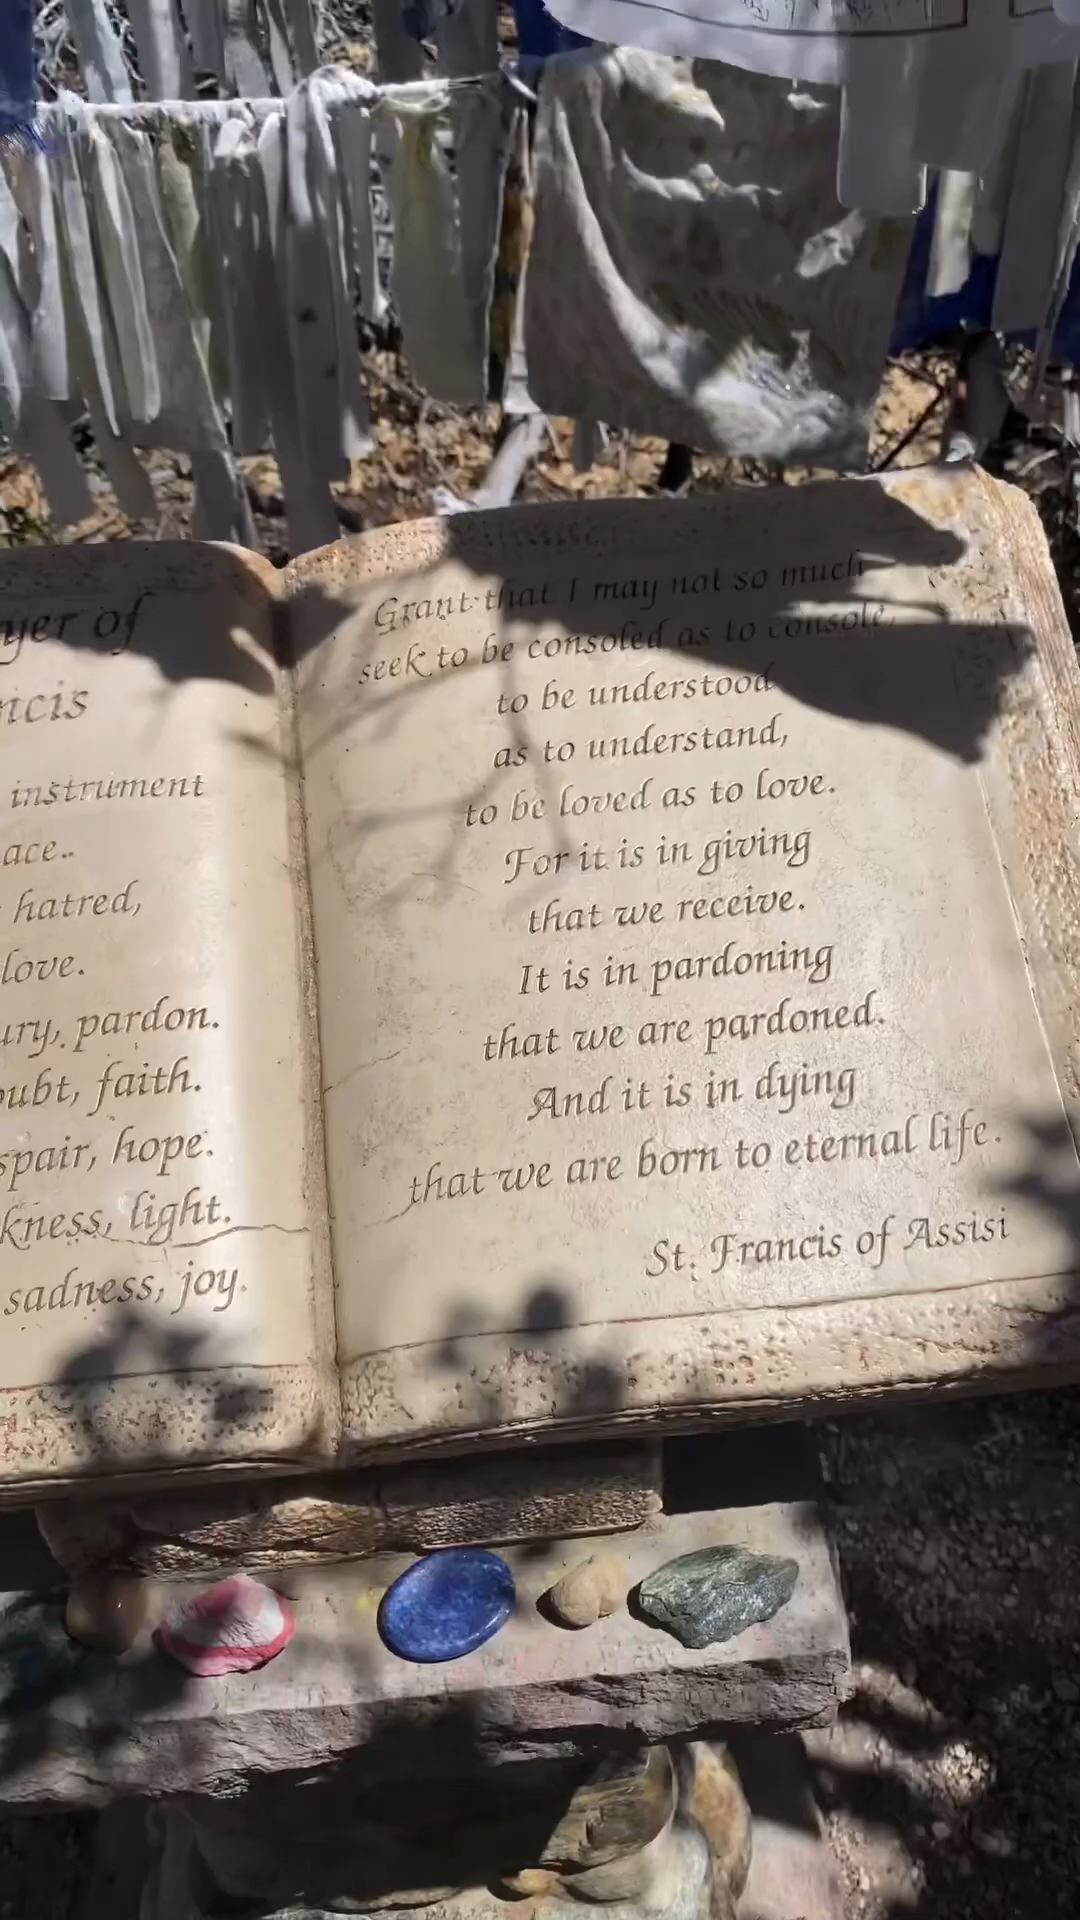 yer of
ncis
instrument
ace..
hatred,
love.
ury, pardon.
oubt, faith.
spair, hope.
kness, light.
sadness, joy.
Grant that I may not so much
seek to be consoled as to console,
to be understood
as to understand,
to be loved as to love.
For it is in giving
that we receive.
It is in pardoning
that we are pardoned.
And it is in dying
that we are born to eternal life.
St. Francis of Assisi